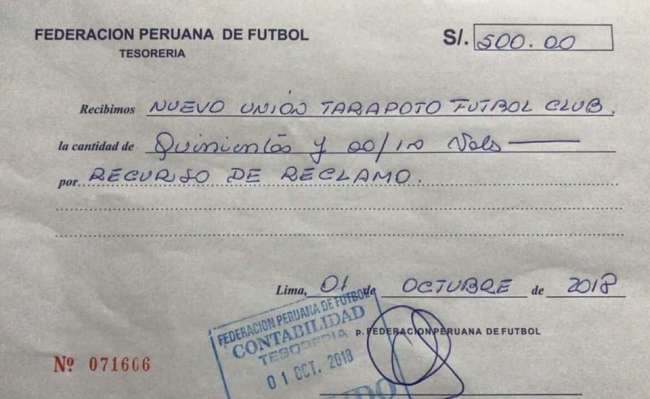 FEDERACION PERUANA DE FUTBOL S/. 500.00
TESORERIA
Recibimos NUEVO UNIÓN TARAPOTO FUTBOL CLUB.
la cantidad de Quinientos y 00/100
por RECURSO DE RECLAMO.
Lima, 01 de OCTUBRE de 2018
FEDERACION PERUANA DE FUTBOL
CONTABILIDAD
TESORERIA
01 OCT. 2018
p. FEDERACION PERUANA DE FUTBOL
Nº 071606